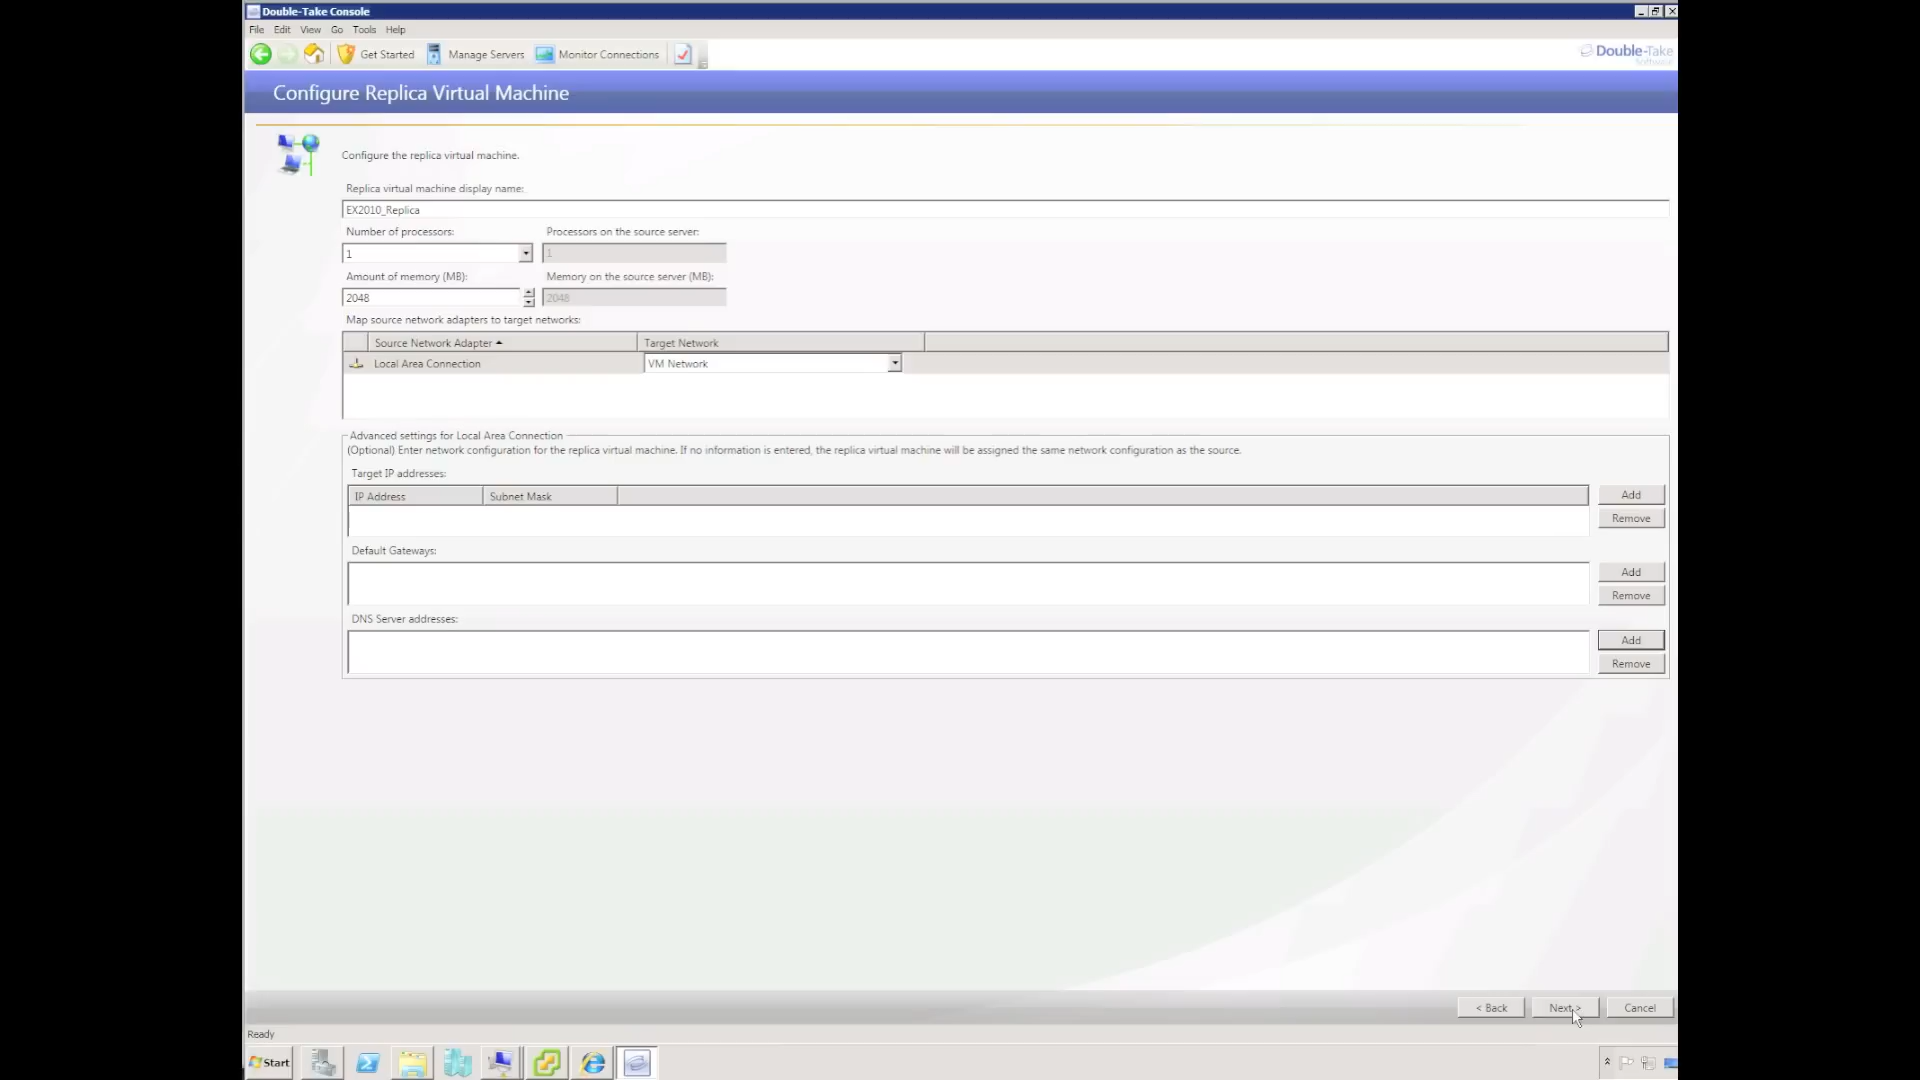 Double-Take Console
File Edit View Go Tools Help
Get Started Manage Servers Monitor Connections
Double-Take
Software
Configure Replica Virtual Machine
Configure the replica virtual machine.
Replica virtual machine display name:
EX2010_Replica
Number of processors: Processors on the source server:
1 1
Amount of memory (MB): Memory on the source server (MB):
2048 2048
Map source network adapters to target networks:
Source Network Adapter Target Network
Local Area Connection VM Network
Advanced settings for Local Area Connection
(Optional) Enter network configuration for the replica virtual machine. If no information is entered, the replica virtual machine will be assigned the same network configuration as the source.
Target IP addresses:
IP Address Subnet Mask
Add
Remove
Default Gateways:
Add
Remove
DNS Server addresses:
Add
Remove
< Back Next > Cancel
Ready
Start